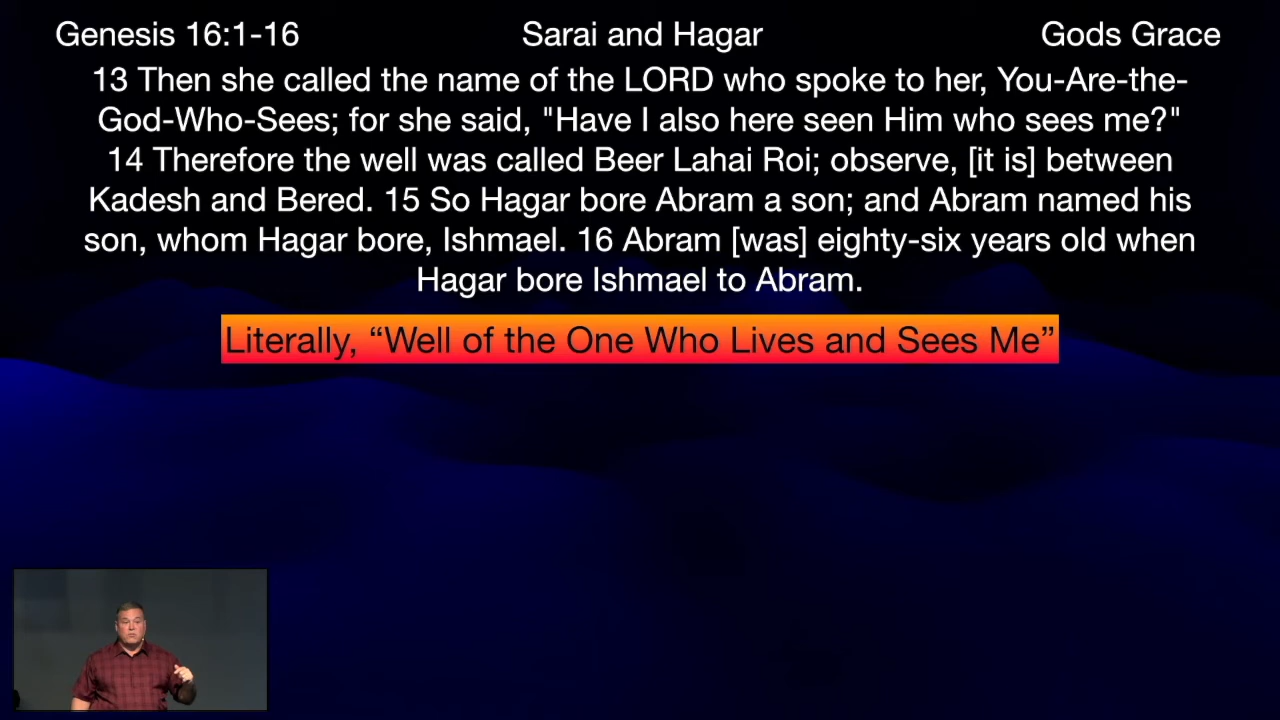 Genesis 16:1-16 Sarai and Hagar Gods Grace
13 Then she called the name of the LORD who spoke to her, You-Are-the-
God-Who-Sees; for she said, "Have I also here seen Him who sees me?"
14 Therefore the well was called Beer Lahai Roi; observe, [it is] between
Kadesh and Bered. 15 So Hagar bore Abram a son; and Abram named his
son, whom Hagar bore, Ishmael. 16 Abram [was] eighty-six years old when
Hagar bore Ishmael to Abram.
Literally, “Well of the One Who Lives and Sees Me”